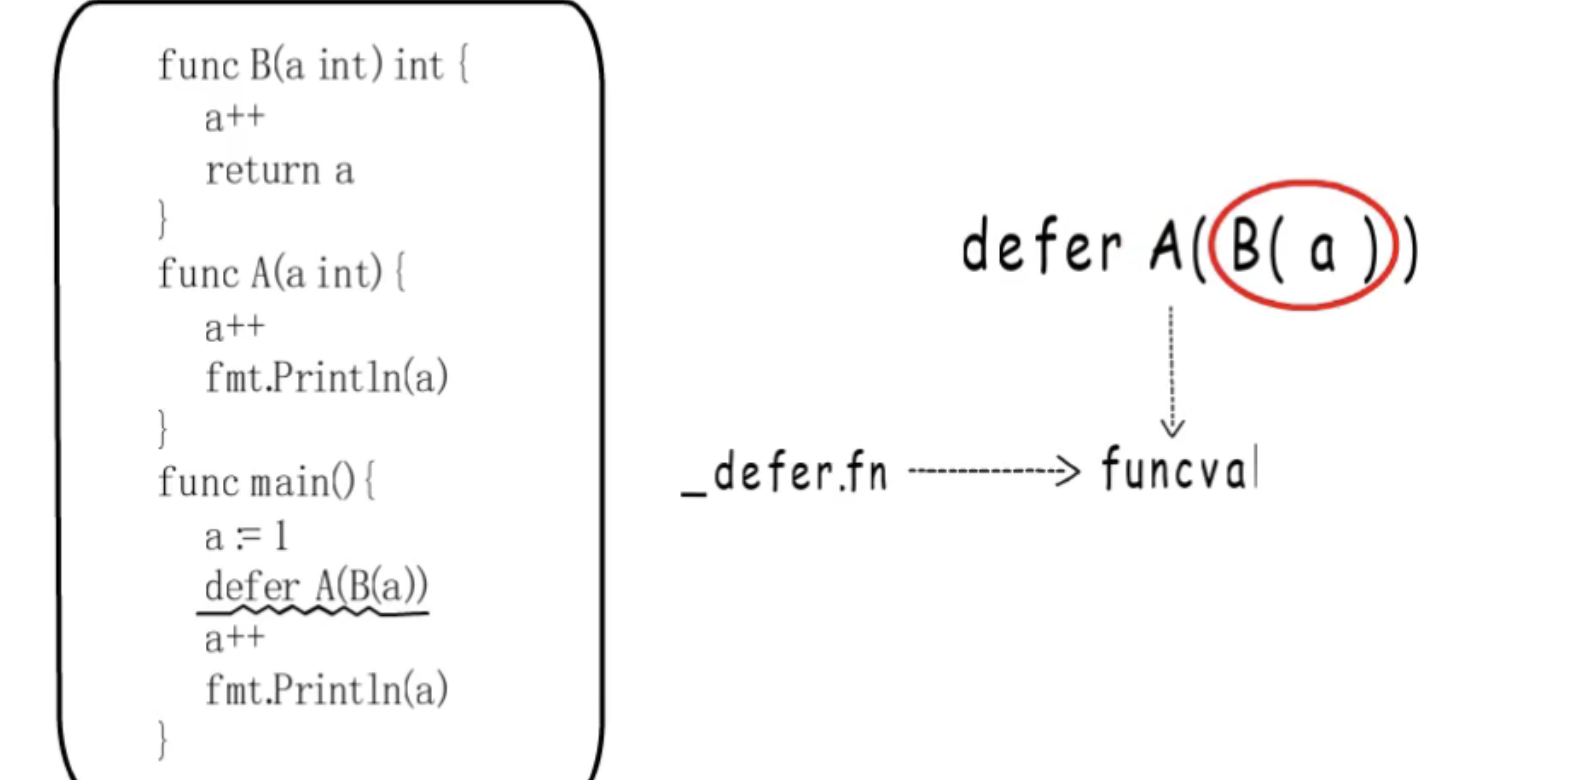 func B(a int) int {
a++
return a
}
func A(a int) {
a++
fmt.Println(a)
}
func main() {
a := 1
defer A(B(a))
a++
fmt.Println(a)
}
defer A( B( a ) )
_defer.fn
funcval